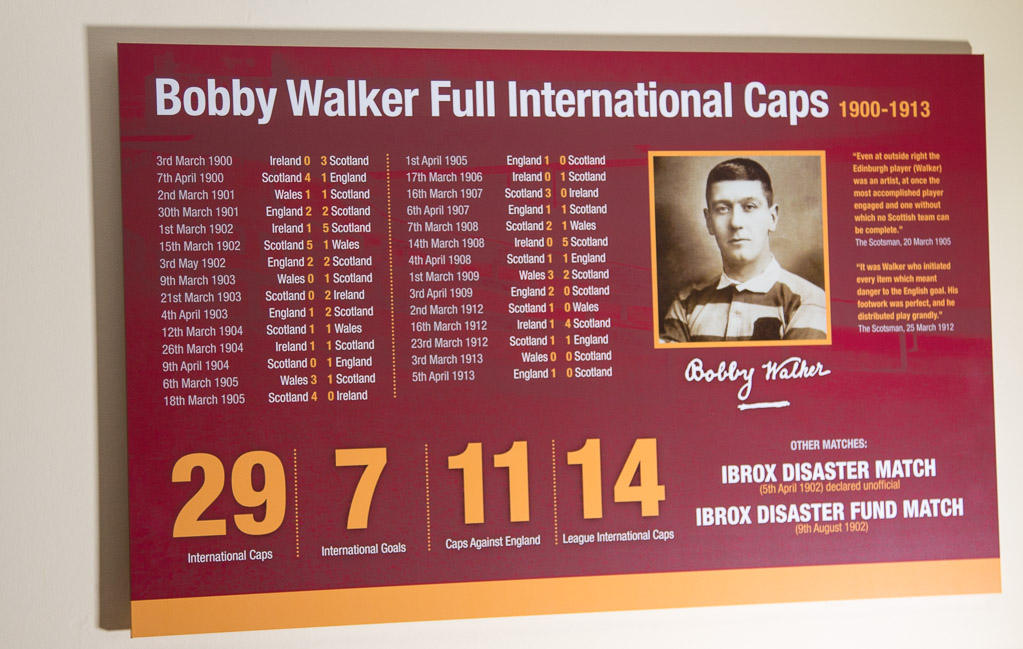 Bobby Walker Full International Caps 1900-1913
3rd March 1900 Ireland 0 3 Scotland
7th April 1900 Scotland 4 1 England
2nd March 1901 Wales 1 1 Scotland
30th March 1901 England 2 2 Scotland
1st March 1902 Ireland 1 5 Scotland
15th March 1902 Scotland 5 1 Wales
3rd May 1902 England 2 2 Scotland
9th March 1903 Wales 0 1 Scotland
21st March 1903 Scotland 0 2 Ireland
4th April 1903 England 1 2 Scotland
12th March 1904 Scotland 1 1 Wales
26th March 1904 Ireland 1 1 Scotland
9th April 1904 Scotland 0 1 England
6th March 1905 Wales 3 1 Scotland
18th March 1905 Scotland 4 0 Ireland
1st April 1905 England 1 0 Scotland
17th March 1906 Ireland 0 1 Scotland
16th March 1907 Scotland 3 0 Ireland
6th April 1907 England 1 1 Scotland
7th March 1908 Scotland 2 1 Wales
14th March 1908 Ireland 0 5 Scotland
4th April 1908 Scotland 1 1 England
1st March 1909 Wales 3 2 Scotland
3rd April 1909 England 2 0 Scotland
2nd March 1912 Scotland 1 0 Wales
16th March 1912 Ireland 1 4 Scotland
23rd March 1912 Scotland 1 1 England
3rd March 1913 Wales 0 0 Scotland
5th April 1913 England 1 0 Scotland
Bobby Walker
"Even at outside right the
Edinburgh player (Walker)
was an artist, at once the
most accomplished player
engaged and one without
which no Scottish team can
be complete."
The Scotsman, 20 March 1905
"It was Walker who initiated
every item which meant
danger to the English goal. His
footwork was perfect, and he
distributed play grandly."
The Scotsman, 25 March 1912
29
International Caps
7
International Goals
11
Caps Against England
14
League International Caps
OTHER MATCHES:
IBROX DISASTER MATCH
(5th April 1902) declared unofficial
IBROX DISASTER FUND MATCH
(9th August 1902)